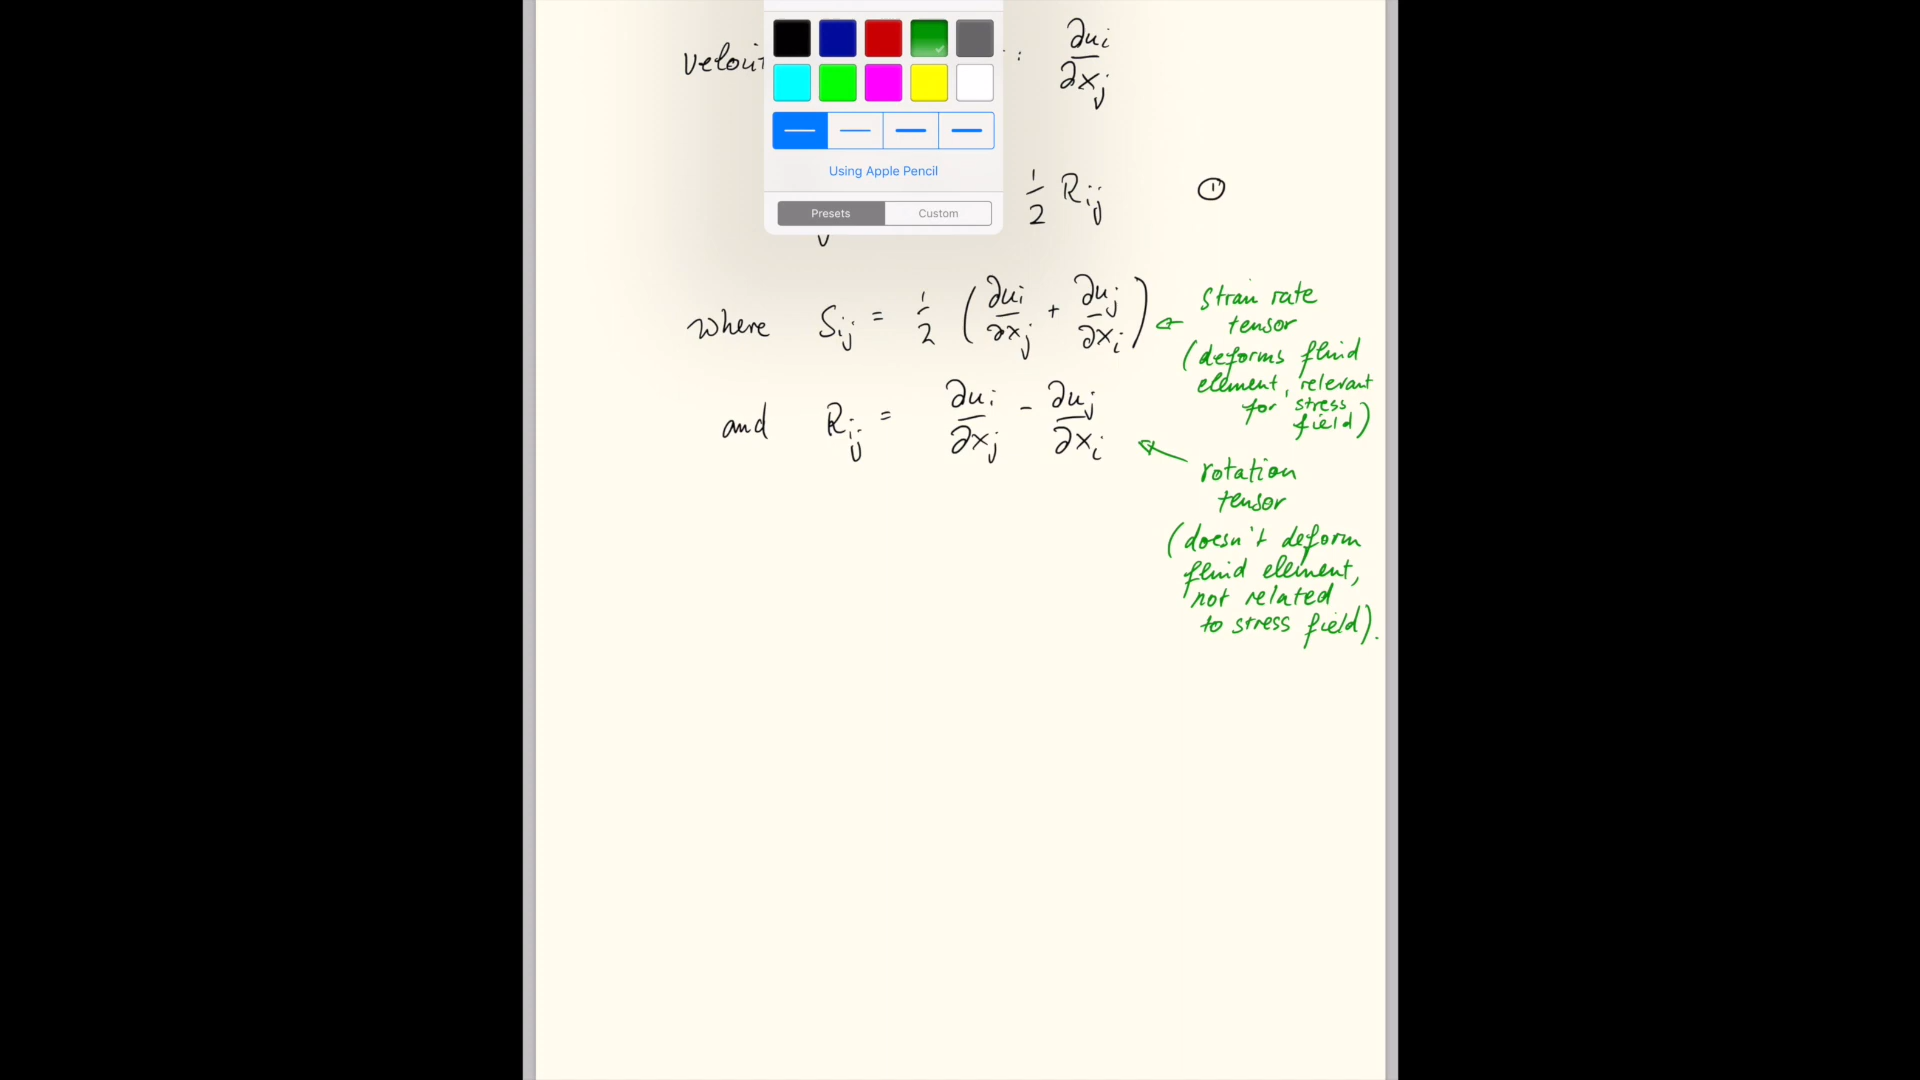 ∂ui/∂xj
Using Apple Pencil
1/2 Rij ①
Presets Custom
where Sij = 1/2 (∂ui/∂xj + ∂uj/∂xi)
strain rate
tensor
(deforms fluid
element, relevant
for stress
field)
and Rij = ∂ui/∂xj - ∂uj/∂xi
rotation
tensor
(doesn't deform
fluid element,
not related
to stress field).